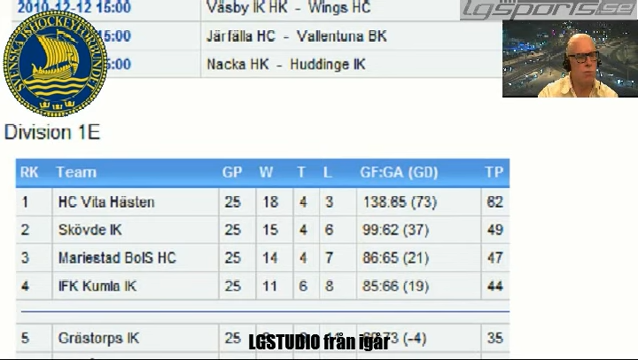 2010-12-12 15:00 Väsby IK HK - Wings HC
lgsports.se
:00 Järfälla HC - Vallentuna BK
:00 Nacka HK - Huddinge IK
SVENSKA ISHOCKEYFÖRBUNDET
Division 1E
RK Team GP W T L GF:GA (GD) TP
1 HC Vita Hästen 25 18 4 3 138:65 (73) 62
2 Skövde IK 25 15 4 6 99:62 (37) 49
3 Mariestad BoIS HC 25 14 4 7 86:65 (21) 47
4 IFK Kumla IK 25 11 6 8 85:66 (19) 44
5 Grästorps IK 25 73 (-4) 35
LGSTUDIO från igår